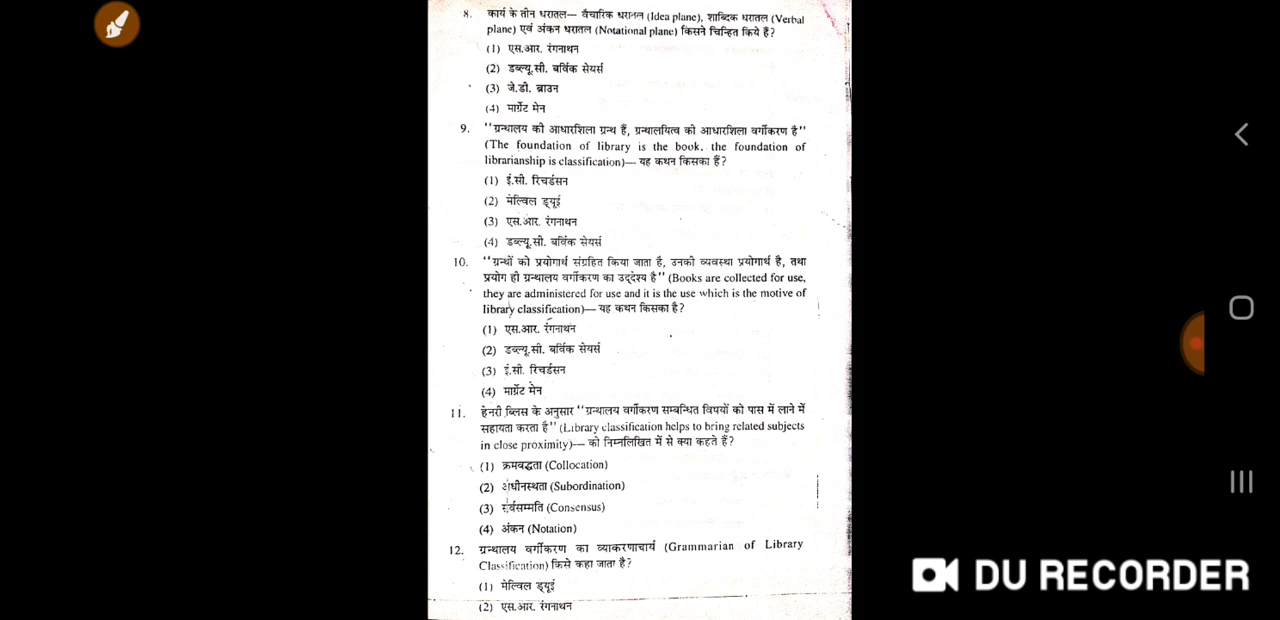 8. कार्य के तीन धरातल— वैचारिक धरातल (Idea plane), शाब्दिक धरातल (Verbal
plane) एवं अंकन धरातल (Notational plane) किसने चिन्हित किये हैं?
(1) एस.आर. रंगनाथन
(2) डब्ल्यू.सी. बर्विक सेयर्स
(3) जे.डी. ब्राउन
(4) मार्ग्रेट मेन
9. "ग्रन्थालय की आधारशिला ग्रन्थ हैं, ग्रन्थालयित्व की आधारशिला वर्गीकरण है"
(The foundation of library is the book, the foundation of
librarianship is classification)— यह कथन किसका हैं?
(1) ई.सी. रिचर्डसन
(2) मेल्विल ड्यूई
(3) एस.आर. रंगनाथन
(4) डब्ल्यू.सी. बर्विक सेयर्स
10. "ग्रन्थों को प्रयोगार्थ संग्रहित किया जाता है, उनकी व्यवस्था प्रयोगार्थ है, तथा
प्रयोग ही ग्रन्थालय वर्गीकरण का उद्देश्य है" (Books are collected for use,
they are administered for use and it is the use which is the motive of
library classification)— यह कथन किसका है?
(1) एस.आर. रंगनाथन
(2) डब्ल्यू.सी. बर्विक सेयर्स
(3) ई.सी. रिचर्डसन
(4) मार्ग्रेट मेन
11. हेनरी ब्लिस के अनुसार "ग्रन्थालय वर्गीकरण सम्बन्धित विषयों को पास में लाने में
सहायता करता है" (Library classification helps to bring related subjects
in close proximity)— को निम्नलिखित में से क्या कहते हैं?
(1) क्रमबद्धता (Collocation)
(2) अधीनस्थता (Subordination)
(3) सर्वसम्मति (Consensus)
(4) अंकन (Notation)
12. ग्रन्थालय वर्गीकरण का व्याकरणाचार्य (Grammarian of Library
Classification) किसे कहा जाता है?
(1) मेल्विल ड्यूई
(2) एस.आर. रंगनाथन
DU RECORDER